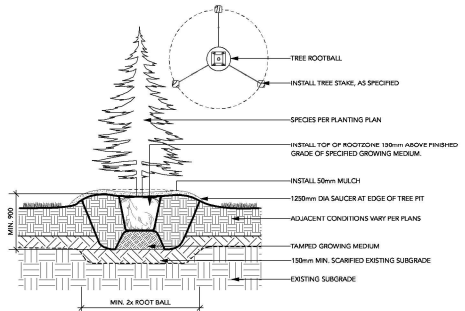 TREE ROOTBALL
INSTALL TREE STAKE, AS SPECIFIED
SPECIES PER PLANTING PLAN
INSTALL TOP OF ROOTZONE 150mm ABOVE FINISHED
GRADE OF SPECIFIED GROWING MEDIUM.
INSTALL 50mm MULCH
1250mm DIA SAUCER AT EDGE OF TREE PIT
ADJACENT CONDITIONS VARY PER PLANS
TAMPED GROWING MEDIUM
150mm MIN. SCARIFIED EXISTING SUBGRADE
EXISTING SUBGRADE
MIN. 900
MIN. 2x ROOT BALL